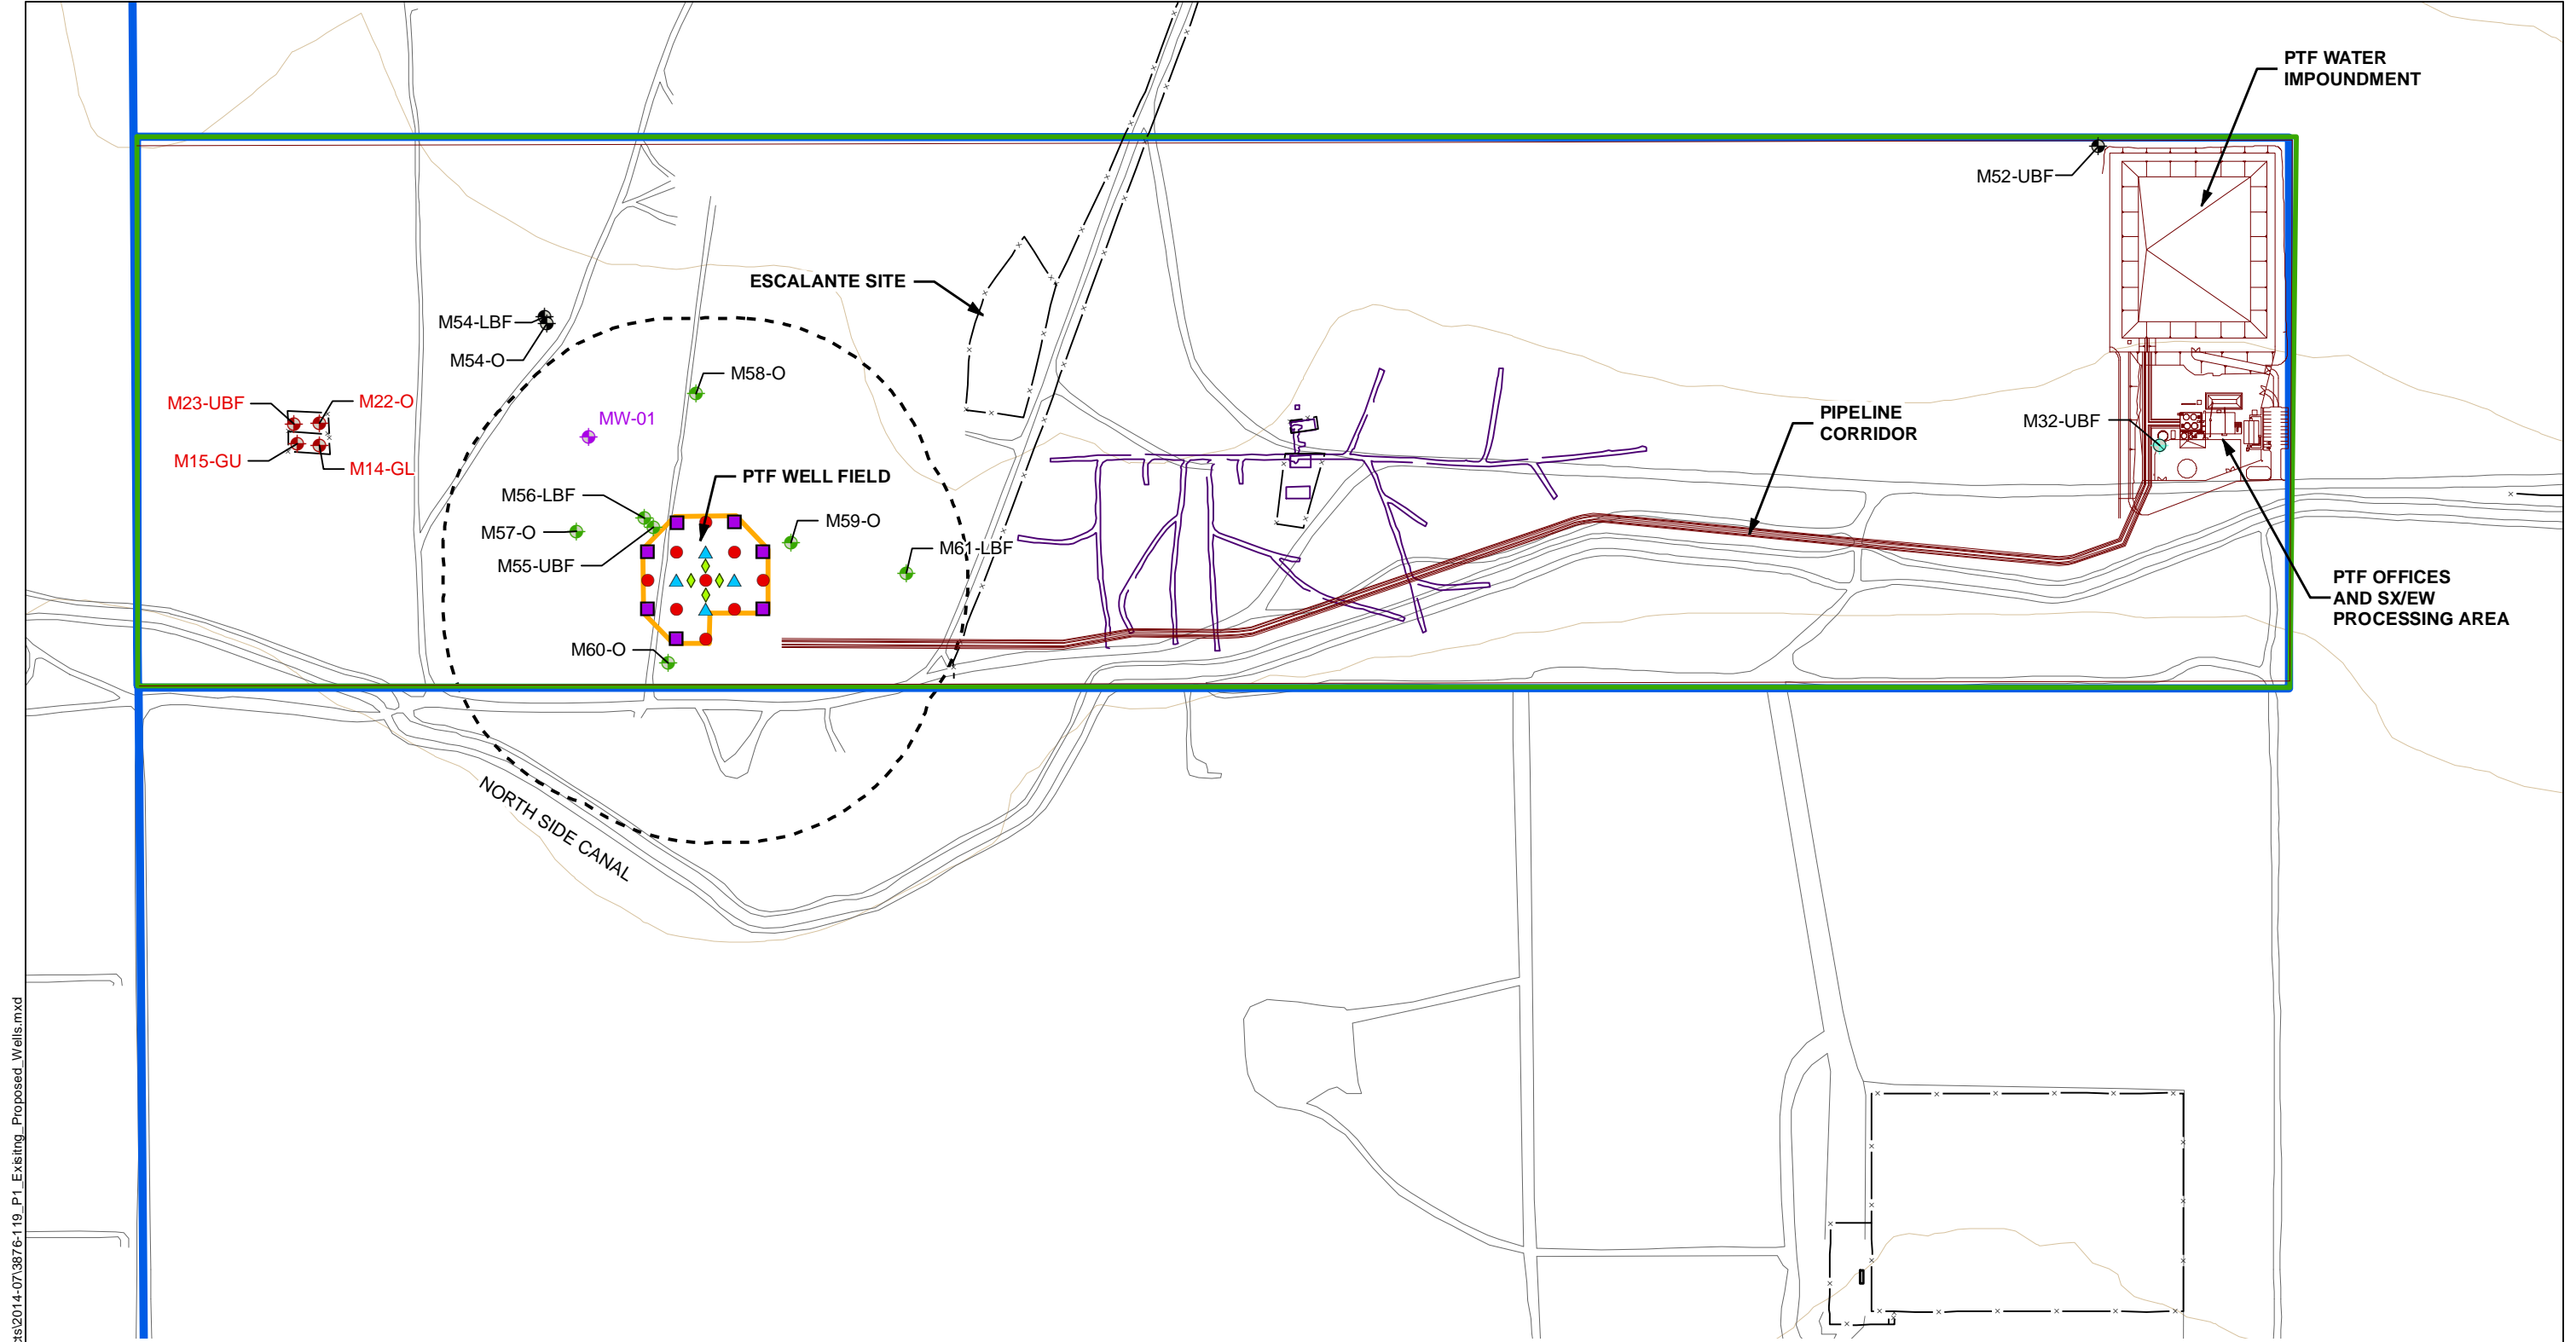 PTF WATER
IMPOUNDMENT
M52-UBF
ESCALANTE SITE
M54-LBF
M54-O
M58-O
M23-UBF
M22-O
MW-01
PIPELINE
CORRIDOR
M32-UBF
M15-GU
M14-GL
PTF WELL FIELD
M56-LBF
M59-O
M57-O
M61-LBF
M55-UBF
PTF OFFICES
AND SX/EW
PROCESSING AREA
M60-O
NORTH SIDE CANAL
ts\2014-07\3876-119_P1_Exisitng_Proposed_Wells.mxd